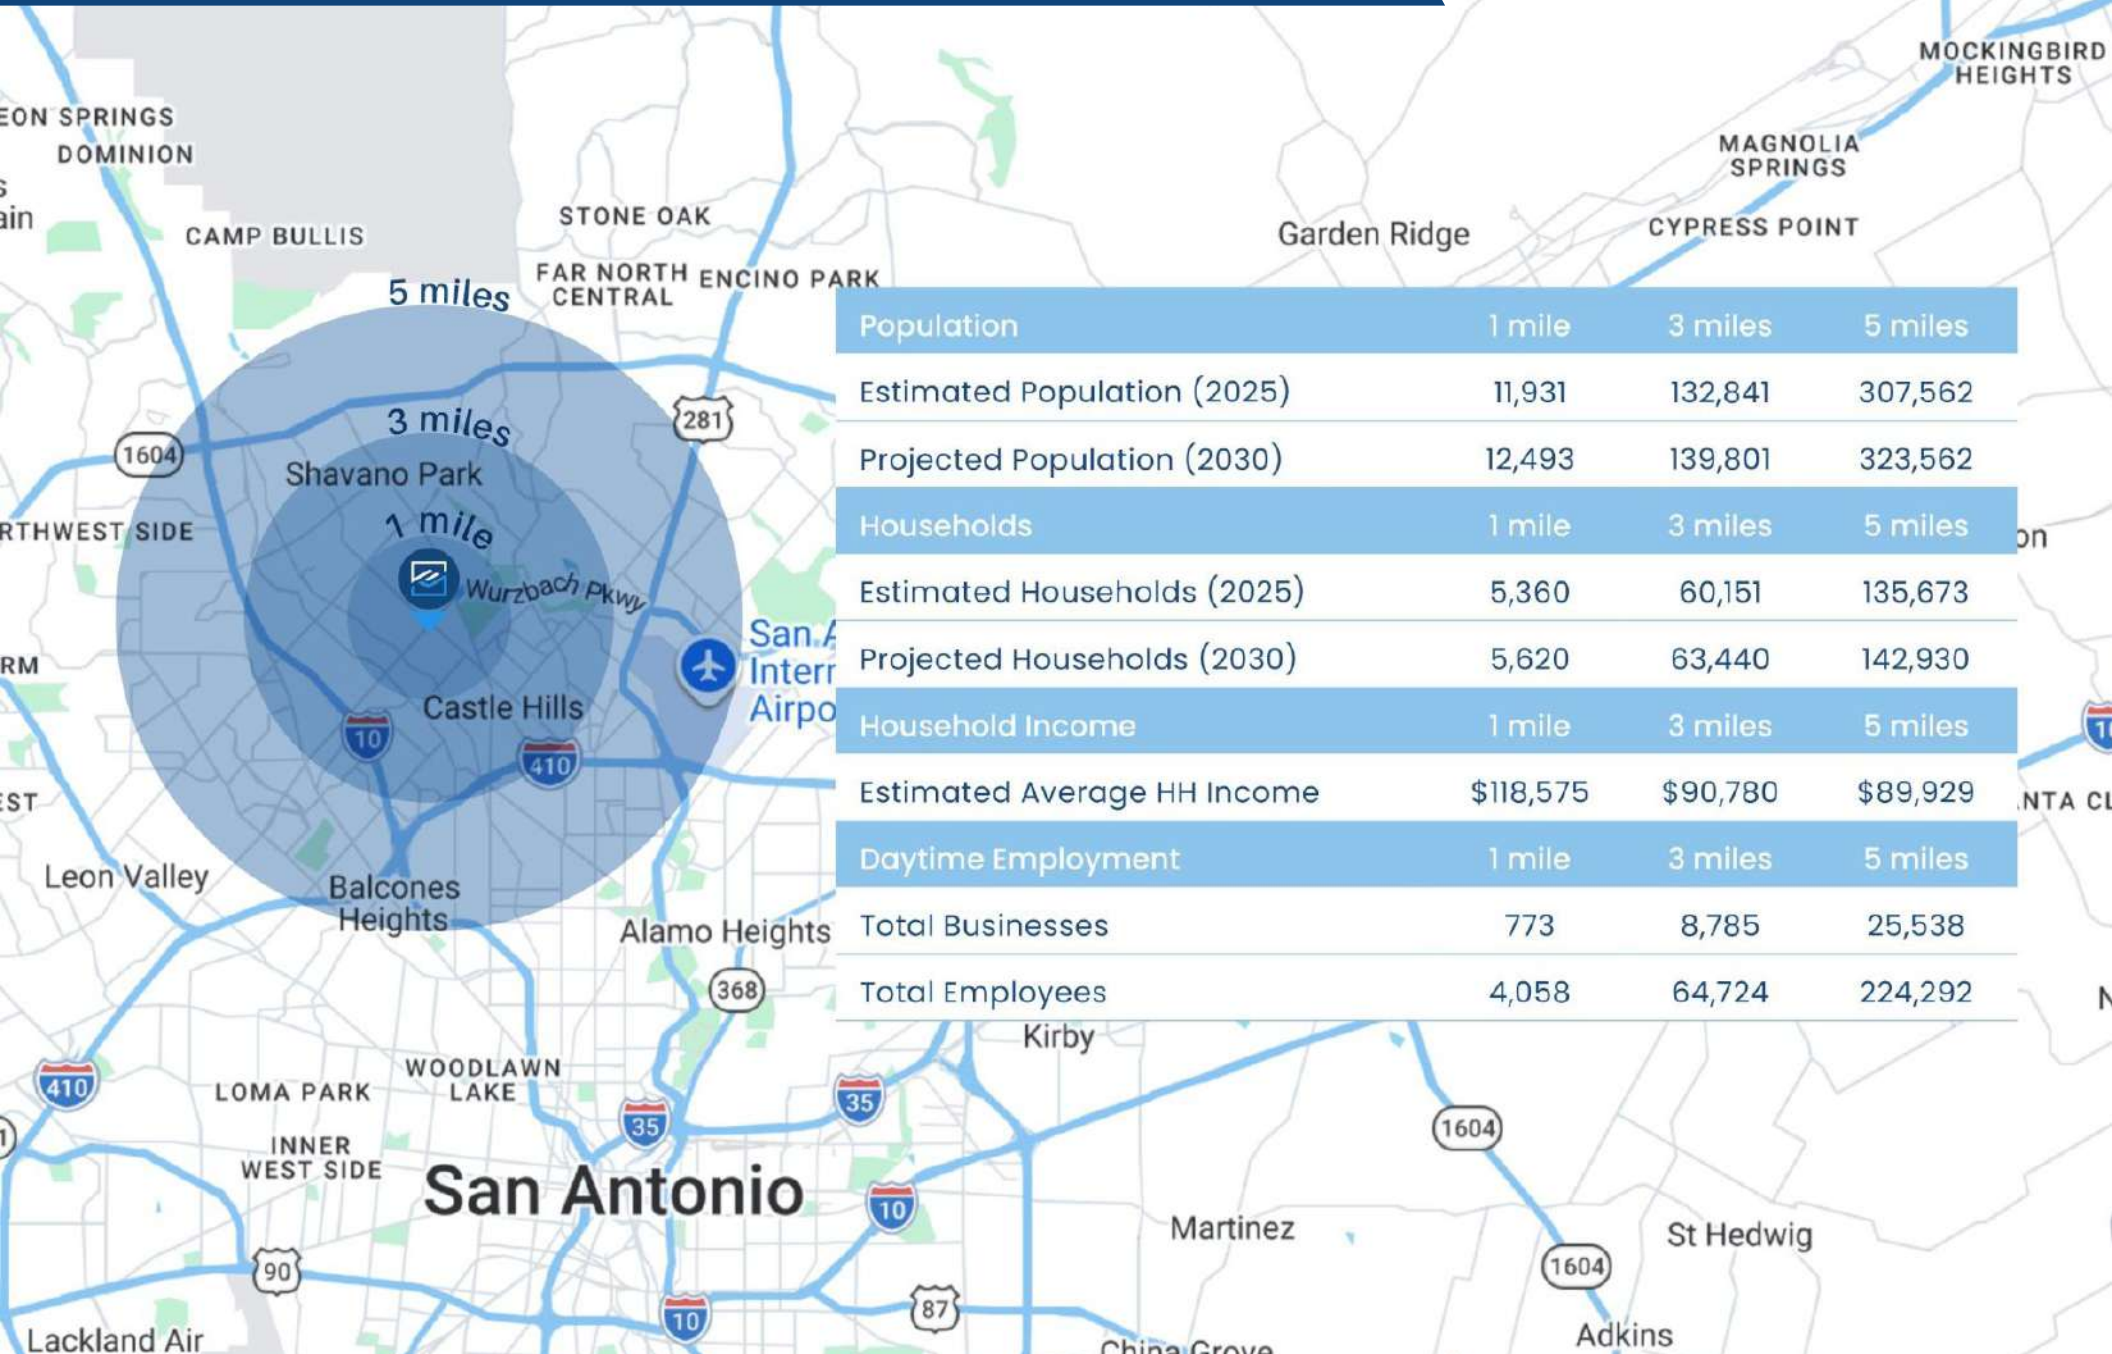 MOCKINGBIRD
HEIGHTS
EON SPRINGS
DOMINION
MAGNOLIA
SPRINGS
ain
CAMP BULLIS
STONE OAK
Garden Ridge
CYPRESS POINT
FAR NORTH
CENTRAL
ENCINO PARK
5 miles
3 miles
281
1604
Shavano Park
1 mile
RTHWEST SIDE
Wurzbach Pkwy
San A
Intern
Airpo
RM
Castle Hills
10
410
EST
Leon Valley
Balcones
Heights
Alamo Heights
368
Population 1 mile 3 miles 5 miles
Estimated Population (2025) 11,931 132,841 307,562
Projected Population (2030) 12,493 139,801 323,562
Households 1 mile 3 miles 5 miles
Estimated Households (2025) 5,360 60,151 135,673
Projected Households (2030) 5,620 63,440 142,930
Household Income 1 mile 3 miles 5 miles
Estimated Average HH Income $118,575 $90,780 $89,929
Daytime Employment 1 mile 3 miles 5 miles
Total Businesses 773 8,785 25,538
Total Employees 4,058 64,724 224,292
on
10
NTA CL
N
Kirby
WOODLAWN
LAKE
410
LOMA PARK
35
35
1604
INNER
WEST SIDE
San Antonio
10
Martinez
St Hedwig
90
1604
87
10
Lackland Air
China Grove
Adkins